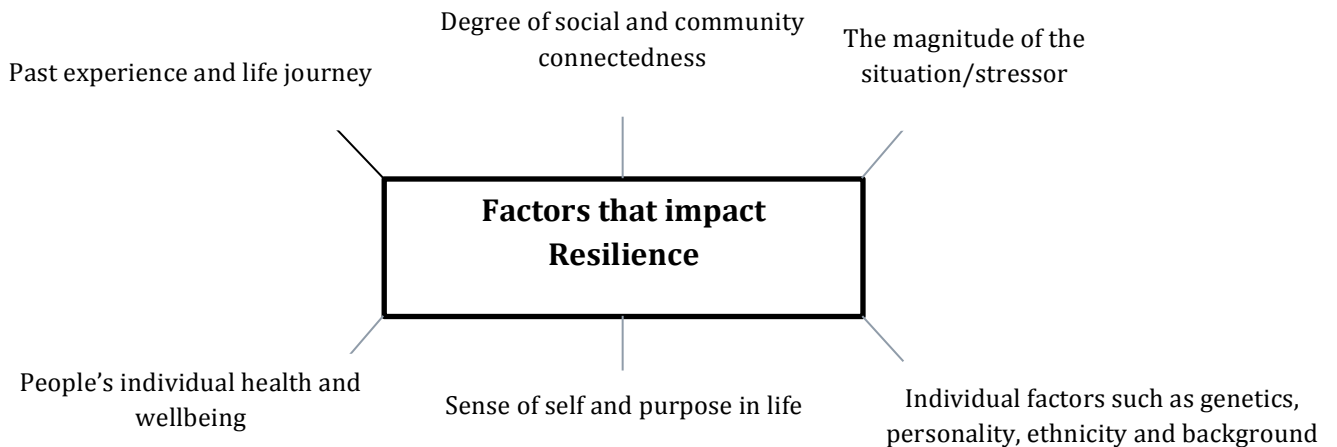 Degree of social and community
connectedness
The magnitude of the
situation/stressor
Past experience and life journey
Factors that impact
Resilience
People’s individual health and
wellbeing
Sense of self and purpose in life
Individual factors such as genetics,
personality, ethnicity and background